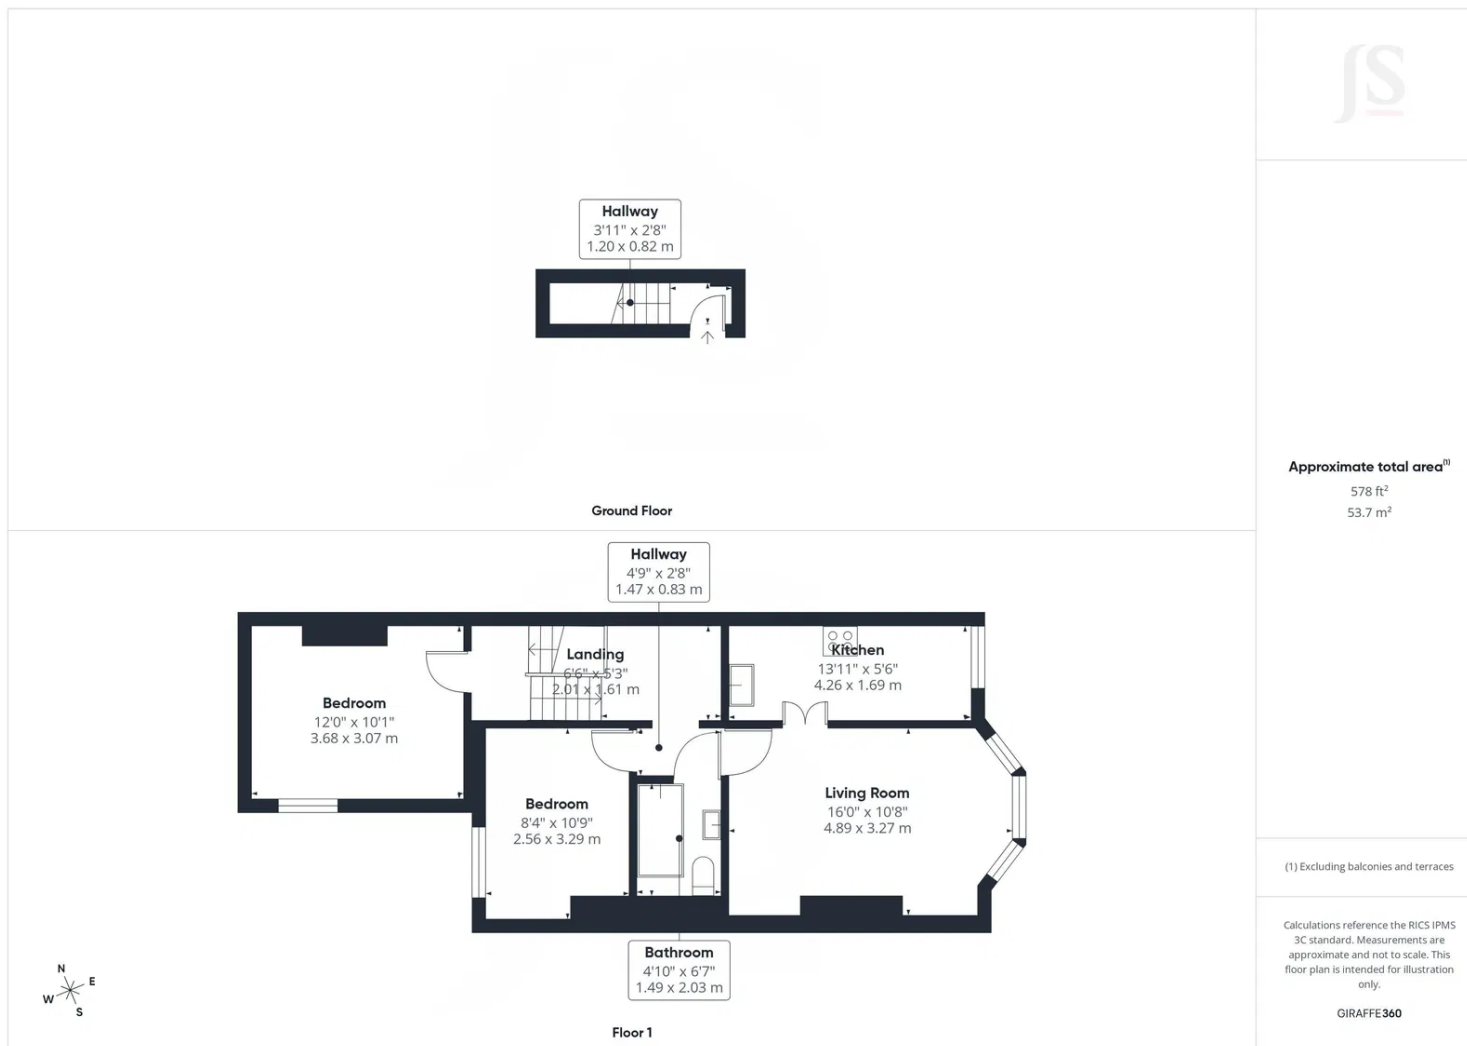 JS
Hallway
3'11" x 2'8"
1.20 x 0.82 m
Ground Floor
Approximate total area(1)
578 ft²
53.7 m²
Hallway
4'9" x 2'8"
1.47 x 0.83 m
Landing
6'6" x 5'3"
2.01 x 1.61 m
Kitchen
13'11" x 5'6"
4.26 x 1.69 m
Bedroom
12'0" x 10'1"
3.68 x 3.07 m
Bedroom
8'4" x 10'9"
2.56 x 3.29 m
Living Room
16'0" x 10'8"
4.89 x 3.27 m
Bathroom
4'10" x 6'7"
1.49 x 2.03 m
N
E
W
S
Floor 1
(1) Excluding balconies and terraces
Calculations reference the RICS IPMS
3C standard. Measurements are
approximate and not to scale. This
floor plan is intended for illustration
only.
GIRAFFE360